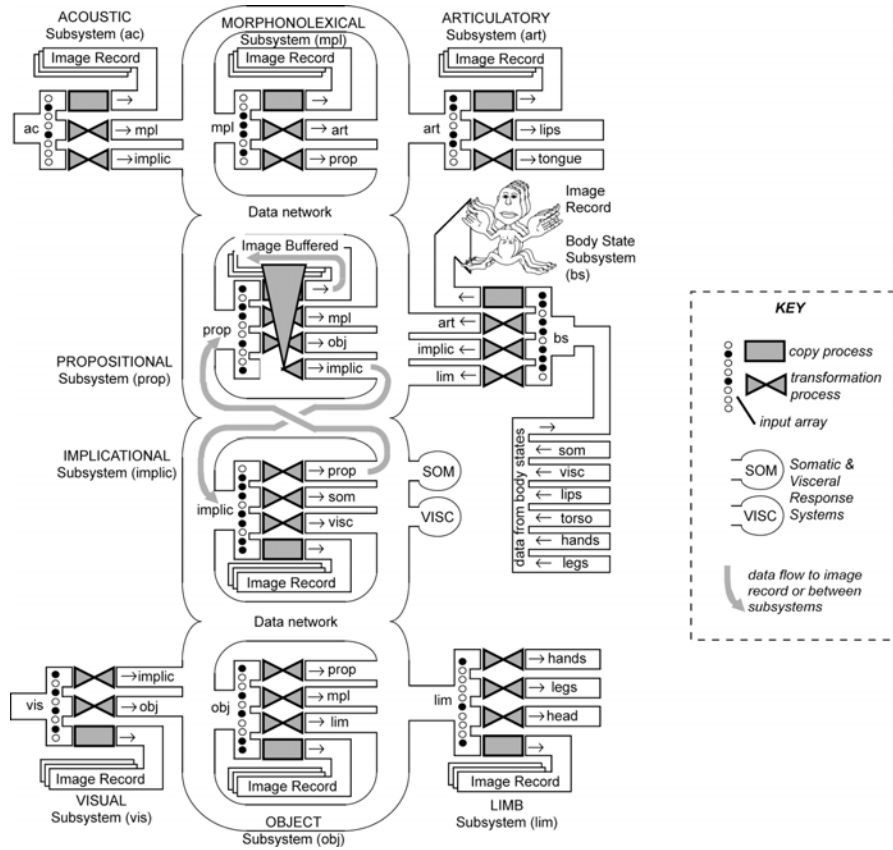 ACOUSTIC
Subsystem (ac)
Image Record
ac
mpl
implic
MORPHONOLEXICAL
Subsystem (mpl)
Image Record
mpl
art
prop
ARTICULATORY
Subsystem (art)
Image Record
art
lips
tongue
Data network
Image
Record
Body State
Subsystem
(bs)
Image Buffered
prop
mpl
obj
implic
PROPOSITIONAL
Subsystem (prop)
art
implic
lim
bs
data from body states
som
visc
lips
torso
hands
legs
IMPLICATIONAL
Subsystem (implic)
implic
prop
som
visc
Image Record
SOM
VISC
Data network
vis
implic
obj
Image Record
VISUAL
Subsystem (vis)
obj
prop
mpl
lim
Image Record
OBJECT
Subsystem (obj)
lim
hands
legs
head
Image Record
LIMB
Subsystem (lim)
KEY
copy process
transformation
process
input array
SOM
VISC
Somatic &
Visceral
Response
Systems
data flow to image
record or between
subsystems